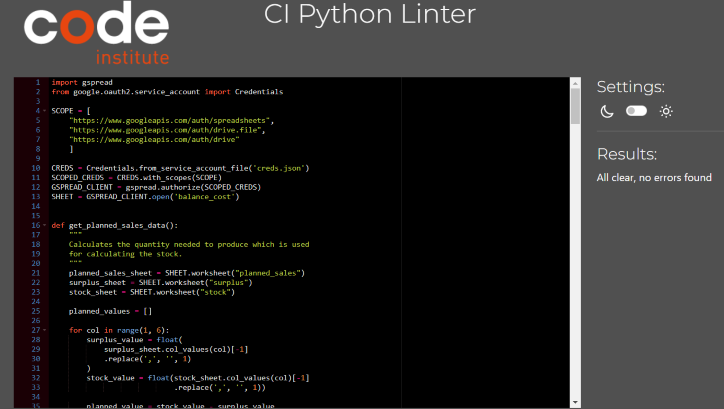 code
institute
CI Python Linter
1 import gspread
2 from google.oauth2.service_account import Credentials
3
4 SCOPE = [
5 "https://www.googleapis.com/auth/spreadsheets",
6 "https://www.googleapis.com/auth/drive.file",
7 "https://www.googleapis.com/auth/drive"
8 ]
9
10 CREDS = Credentials.from_service_account_file('creds.json')
11 SCOPED_CREDS = CREDS.with_scopes(SCOPE)
12 GSPREAD_CLIENT = gspread.authorize(SCOPED_CREDS)
13 SHEET = GSPREAD_CLIENT.open('balance_cost')
14
15
16 def get_planned_sales_data():
17 """
18 Calculates the quantity needed to produce which is used
19 for calculating the stock.
20 """
21 planned_sales_sheet = SHEET.worksheet("planned_sales")
22 surplus_sheet = SHEET.worksheet("surplus")
23 stock_sheet = SHEET.worksheet("stock")
24
25 planned_values = []
26
27 for col in range(1, 6):
28 surplus_value = float(
29 surplus_sheet.col_values(col)[-1]
30 .replace(',', '', 1)
31 )
32 stock_value = float(stock_sheet.col_values(col)[-1]
33 .replace(',', '', 1))
34
35 planned_value = stock_value - surplus_value
Settings:
Results:
All clear, no errors found